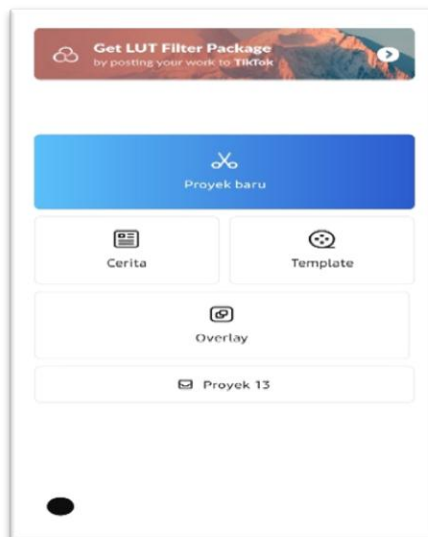 Get LUT Filter Package
by posting your work to TikTok
Proyek baru
Cerita
Template
Overlay
Proyek 13